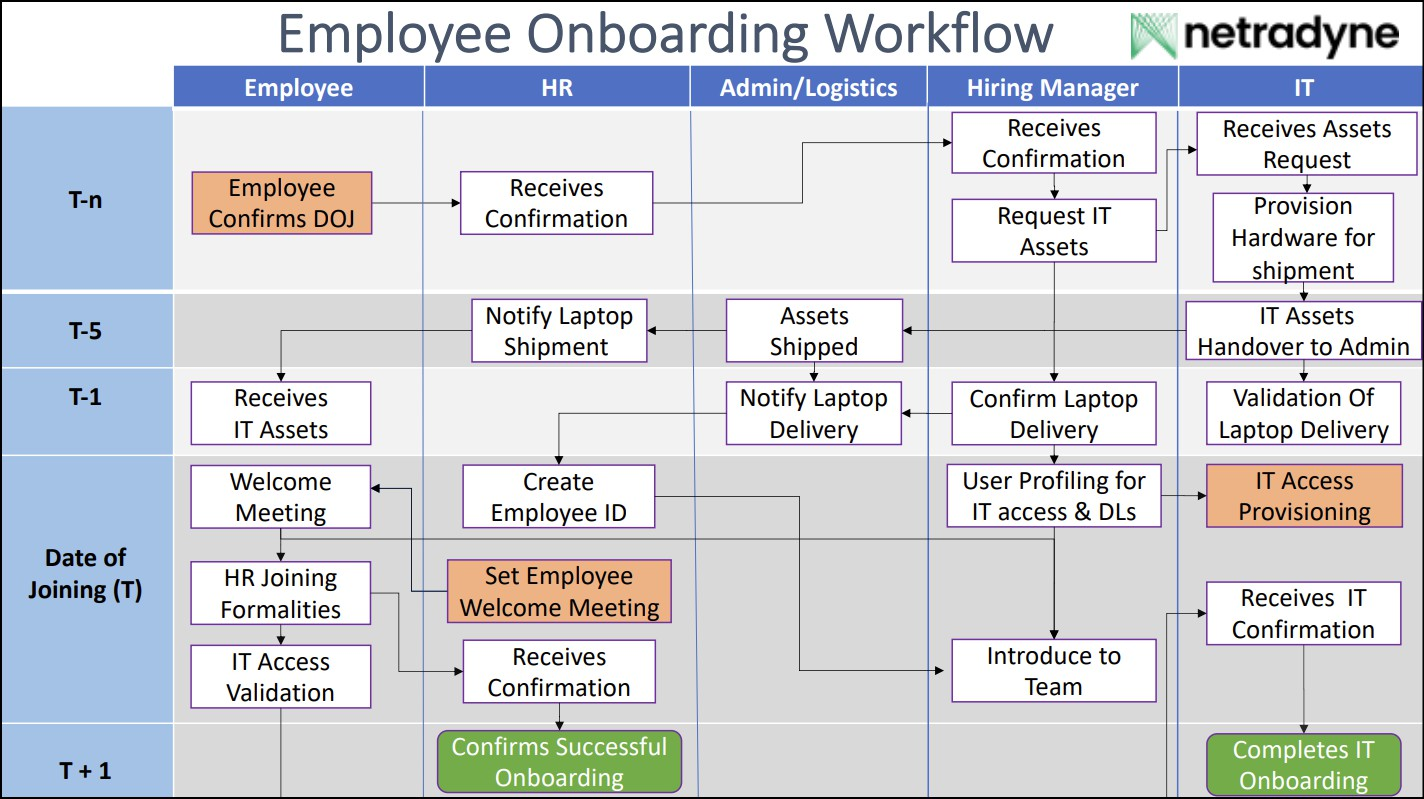 Employee Onboarding Workflow
netradyne
Employee
HR
Admin/Logistics
Hiring Manager
IT
T-n
Employee
Confirms DOJ
Receives
Confirmation
Receives
Confirmation
Request IT
Assets
Receives Assets
Request
Provision
Hardware for
shipment
T-5
Notify Laptop
Shipment
Assets
Shipped
IT Assets
Handover to Admin
T-1
Receives
IT Assets
Notify Laptop
Delivery
Confirm Laptop
Delivery
Validation Of
Laptop Delivery
Date of
Joining (T)
Welcome
Meeting
Create
Employee ID
User Profiling for
IT access & DLs
IT Access
Provisioning
HR Joining
Formalities
Set Employee
Welcome Meeting
Receives IT
Confirmation
IT Access
Validation
Receives
Confirmation
Introduce to
Team
T + 1
Confirms Successful
Onboarding
Completes IT
Onboarding